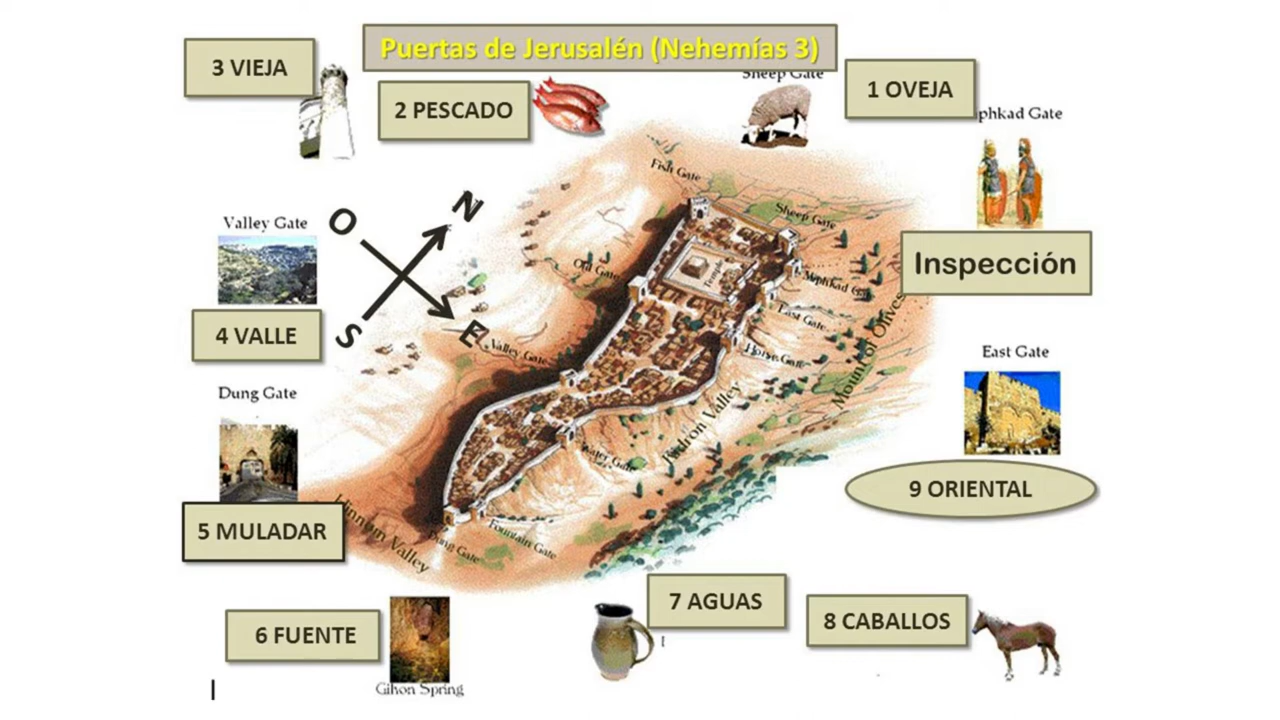 Puertas de Jerusalén (Nehemías 3)
3 VIEJA
2 PESCADO
Sheep Gate
1 OVEJA
phkad Gate
Fish Gate
Sheep Gate
N
O
S
E
Valley Gate
4 VALLE
Old Gate
Temple
Miphkad Gate
East Gate
Horse Gate
Mount of Olives
Inspección
Valley Gate
East Gate
Dung Gate
Kidron Valley
Water Gate
9 ORIENTAL
5 MULADAR
Hinnom Valley
Dung Gate
Fountain Gate
6 FUENTE
Gihon Spring
7 AGUAS
8 CABALLOS